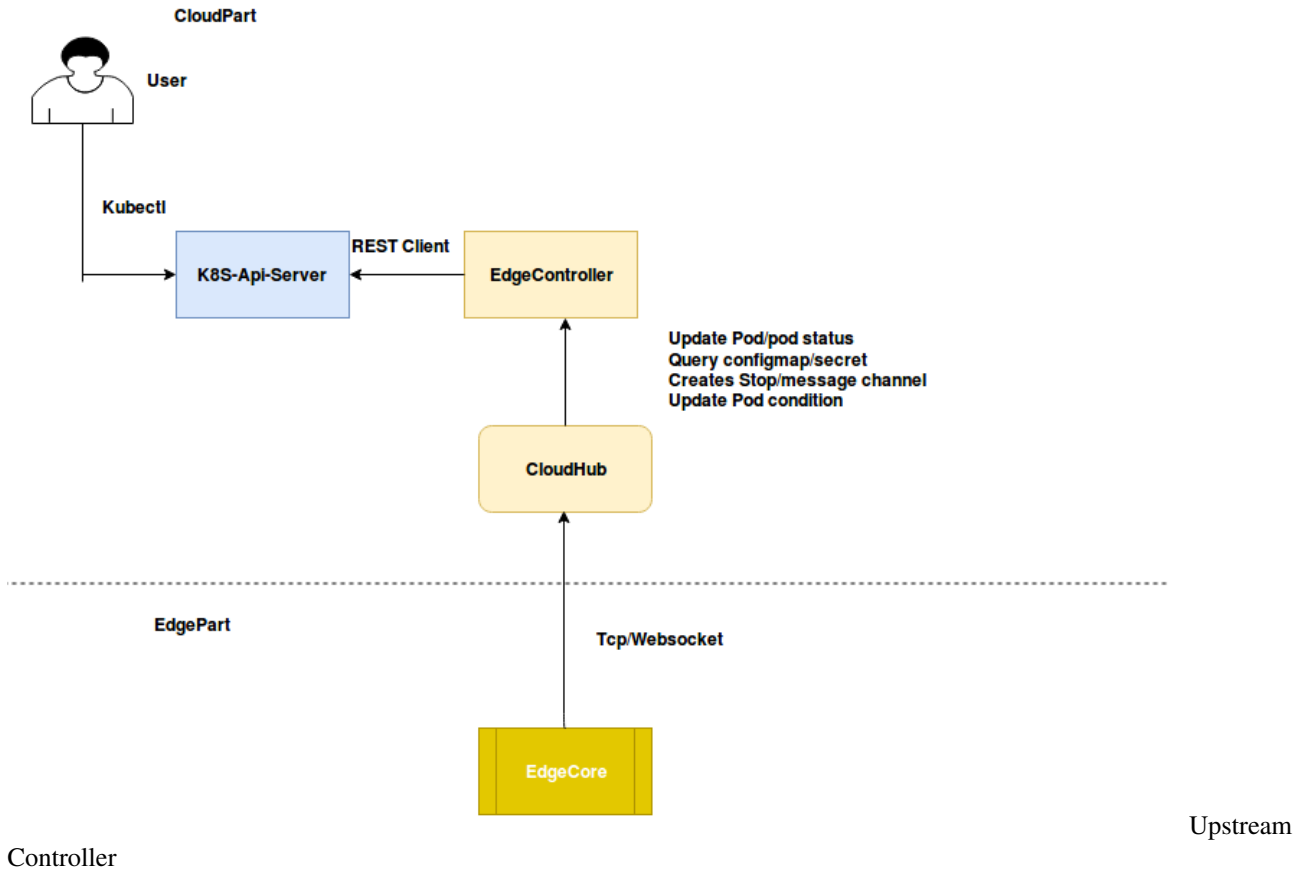 CloudPart
User
Kubectl
REST Client
K8S-Api-Server
EdgeController
Update Pod/pod status
Query configmap/secret
Creates Stop/message channel
Update Pod condition
CloudHub
EdgePart
Tcp/Websocket
EdgeCore
Upstream
Controller